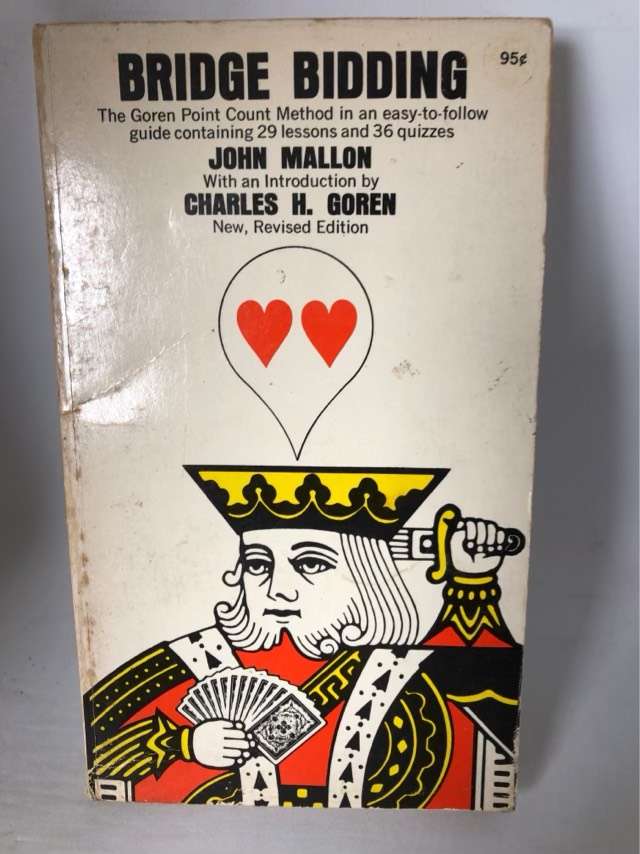 BRIDGE BIDDING
95¢
The Goren Point Count Method in an easy-to-follow
guide containing 29 lessons and 36 quizzes
JOHN MALLON
With an Introduction by
CHARLES H. GOREN
New, Revised Edition